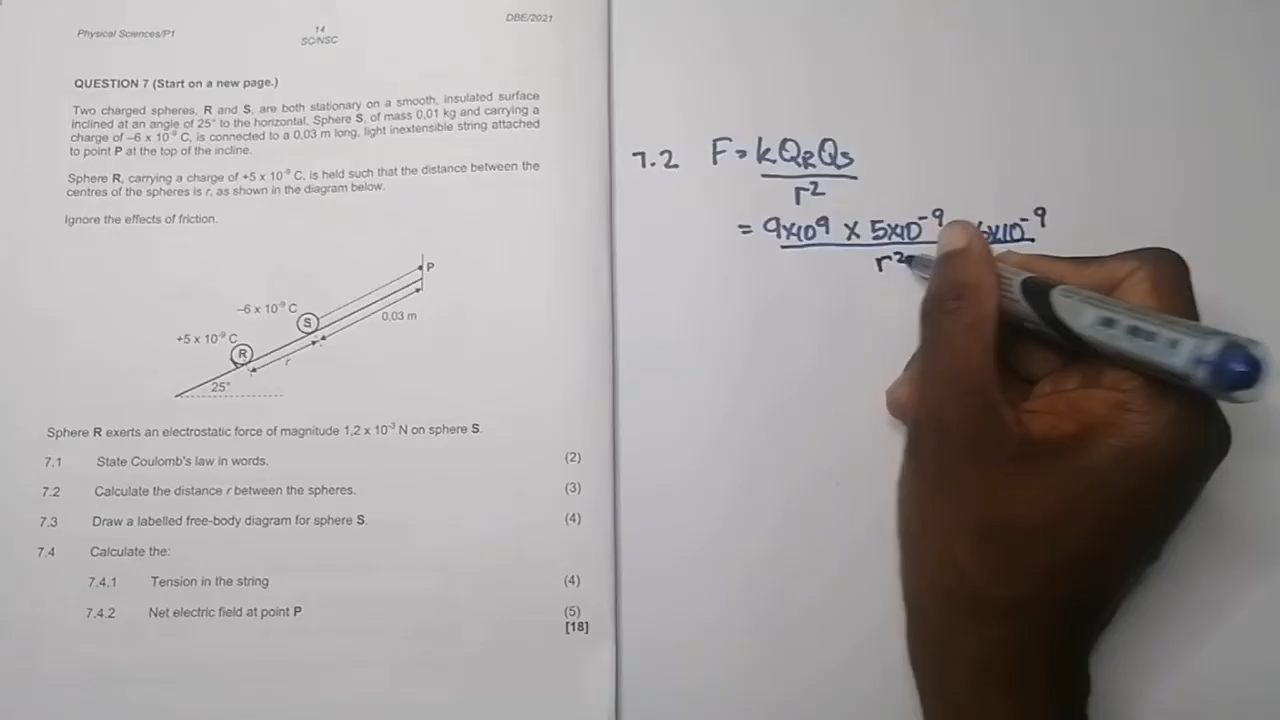 DBE/2021
Physical Sciences/P1
14
SC/NSC
QUESTION 7 (Start on a new page.)
Two charged spheres, R and S, are both stationary on a smooth, insulated surface
inclined at an angle of 25° to the horizontal. Sphere S, of mass 0,01 kg and carrying a
charge of –6 x 10⁻⁹ C, is connected to a 0,03 m long, light inextensible string attached
to point P at the top of the incline.
Sphere R, carrying a charge of +5 x 10⁻⁹ C, is held such that the distance between the
centres of the spheres is r, as shown in the diagram below.
Ignore the effects of friction.
P
–6 x 10⁻⁹ C
S
0,03 m
+5 x 10⁻⁹ C
R
r
25°
Sphere R exerts an electrostatic force of magnitude 1,2 x 10⁻³ N on sphere S.
7.1 State Coulomb's law in words. (2)
7.2 Calculate the distance r between the spheres. (3)
7.3 Draw a labelled free-body diagram for sphere S. (4)
7.4 Calculate the:
7.4.1 Tension in the string (4)
7.4.2 Net electric field at point P (5)
[18]
7.2 F = kQRQS
r²
= 9x10⁹ x 5x10⁻⁹ 6x10⁻⁹
r²